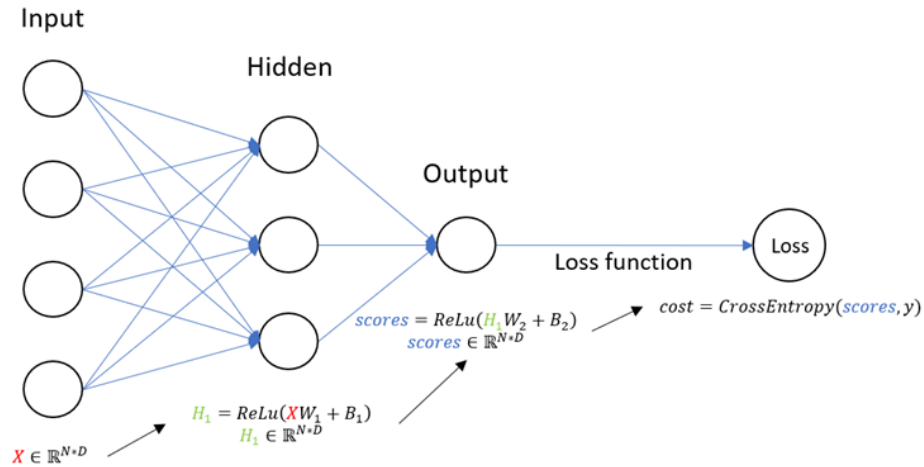 Input
Hidden
Output
Loss
Loss function
cost = CrossEntropy(scores, y)
scores = ReLu(H₁W₂ + B₂)
scores ∈ ℝᴺ*ᴰ
H₁ = ReLu(XW₁ + B₁)
H₁ ∈ ℝᴺ*ᴰ
X ∈ ℝᴺ*ᴰ